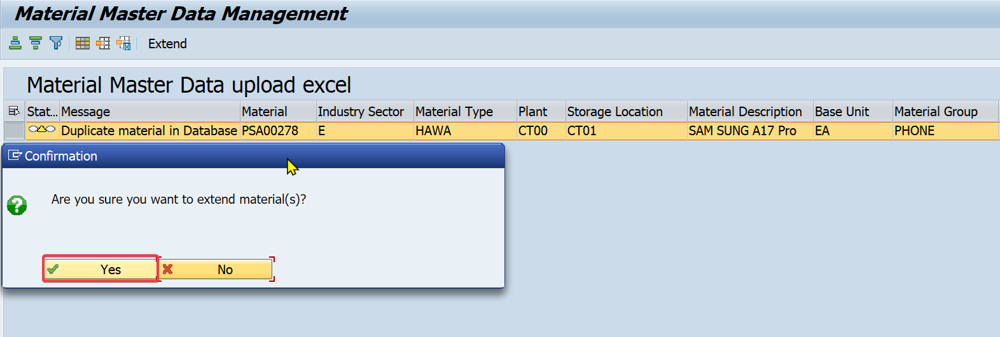 Material Master Data Management
Extend
Material Master Data upload excel
Stat... Message Material Industry Sector Material Type Plant Storage Location Material Description Base Unit Material Group
Duplicate material in Database PSA00278 E HAWA CT00 CT01 SAM SUNG A17 Pro EA PHONE
Confirmation
Are you sure you want to extend material(s)?
Yes No